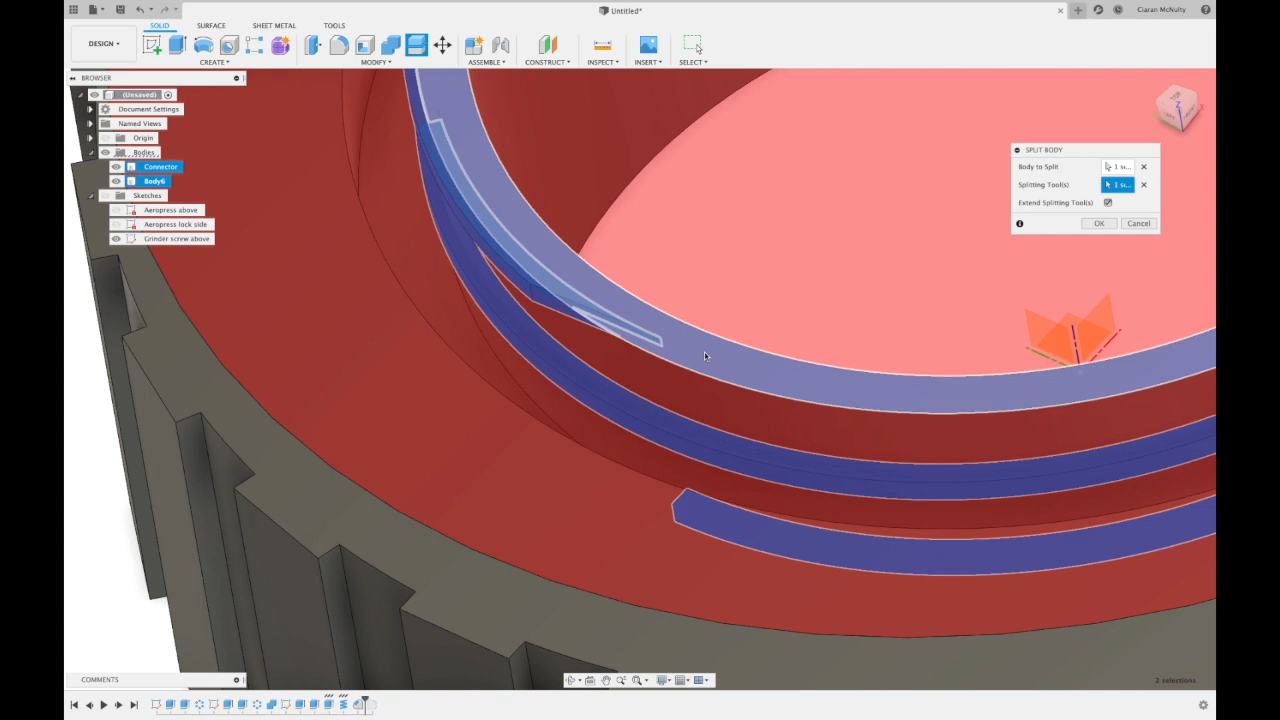 Untitled*
Ciaran McNulty
SOLID SURFACE SHEET METAL TOOLS
DESIGN
CREATE MODIFY ASSEMBLE CONSTRUCT INSPECT INSERT SELECT
BROWSER
(Unsaved)
Document Settings
Named Views
Origin
Bodies
Connector
Body6
Sketches
Aeropress above
Aeropress lock side
Grinder screw above
SPLIT BODY
Body to Split 1 s...
Splitting Tool(s) 1 s...
Extend Splitting Tool(s)
OK Cancel
Z
COMMENTS
2 selections